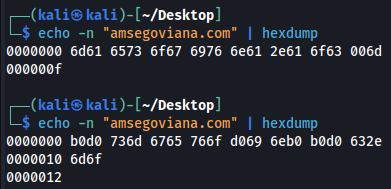 ┌──(kali㉿kali)-[~/Desktop]
└─$ echo -n "amsegoviana.com" | hexdump
0000000 6d61 6573 6f67 6976 6e61 2e61 6f63 006d
000000f
┌──(kali㉿kali)-[~/Desktop]
└─$ echo -n "amsegoviana.com" | hexdump
0000000 b0d0 736d 6765 766f d069 6eb0 b0d0 632e
0000010 6d6f
0000012